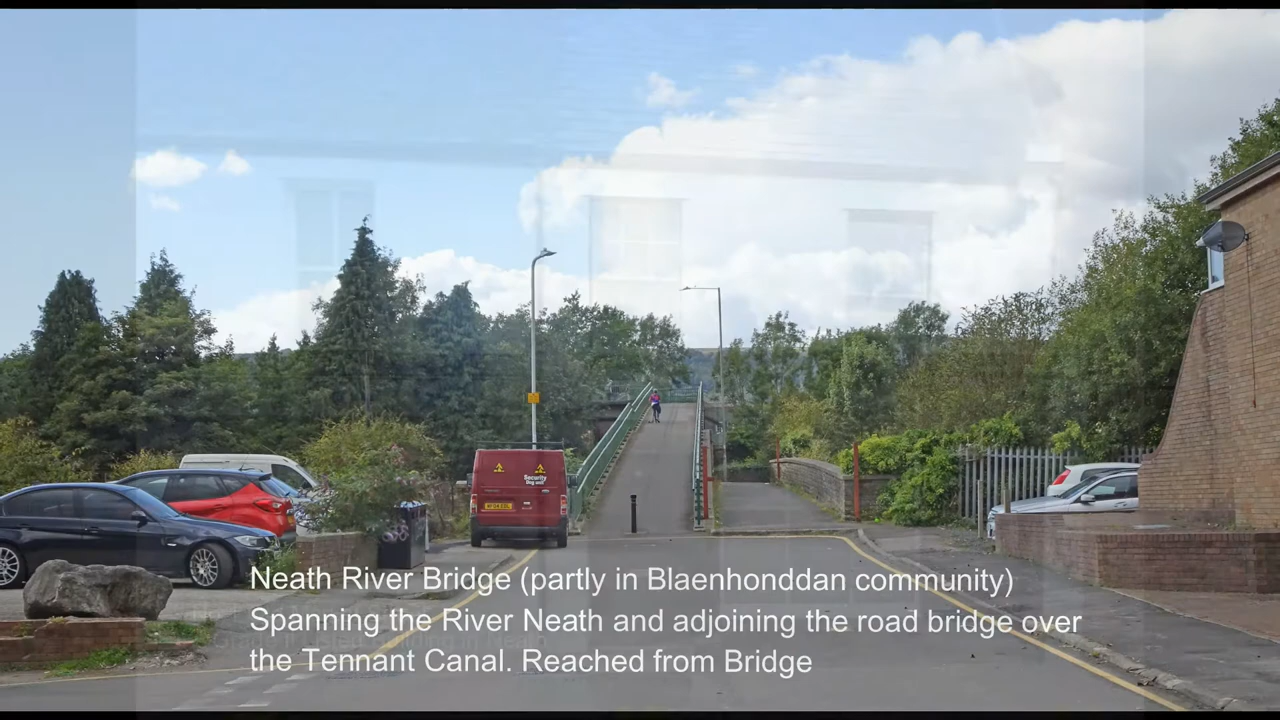 Security
Neath River Bridge (partly in Blaenhonddan community)
Spanning the River Neath and adjoining the road bridge over
the Tennant Canal. Reached from Bridge